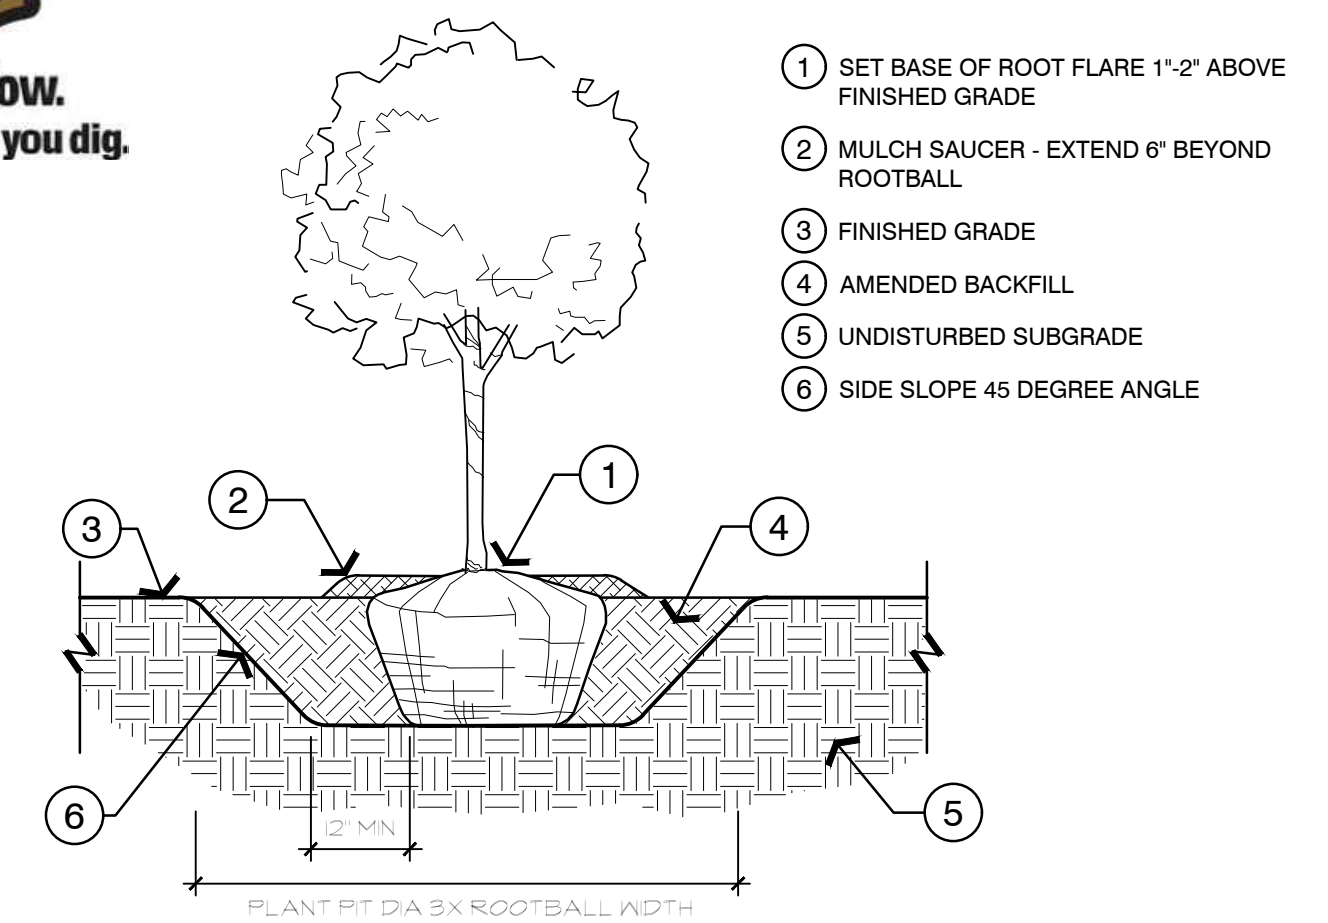 ow.
you dig.
1 SET BASE OF ROOT FLARE 1"-2" ABOVE
FINISHED GRADE
2 MULCH SAUCER - EXTEND 6" BEYOND
ROOTBALL
3 FINISHED GRADE
4 AMENDED BACKFILL
5 UNDISTURBED SUBGRADE
6 SIDE SLOPE 45 DEGREE ANGLE
1
2
3
4
6
5
12" MIN
PLANT PIT DIA 3X ROOTBALL WIDTH